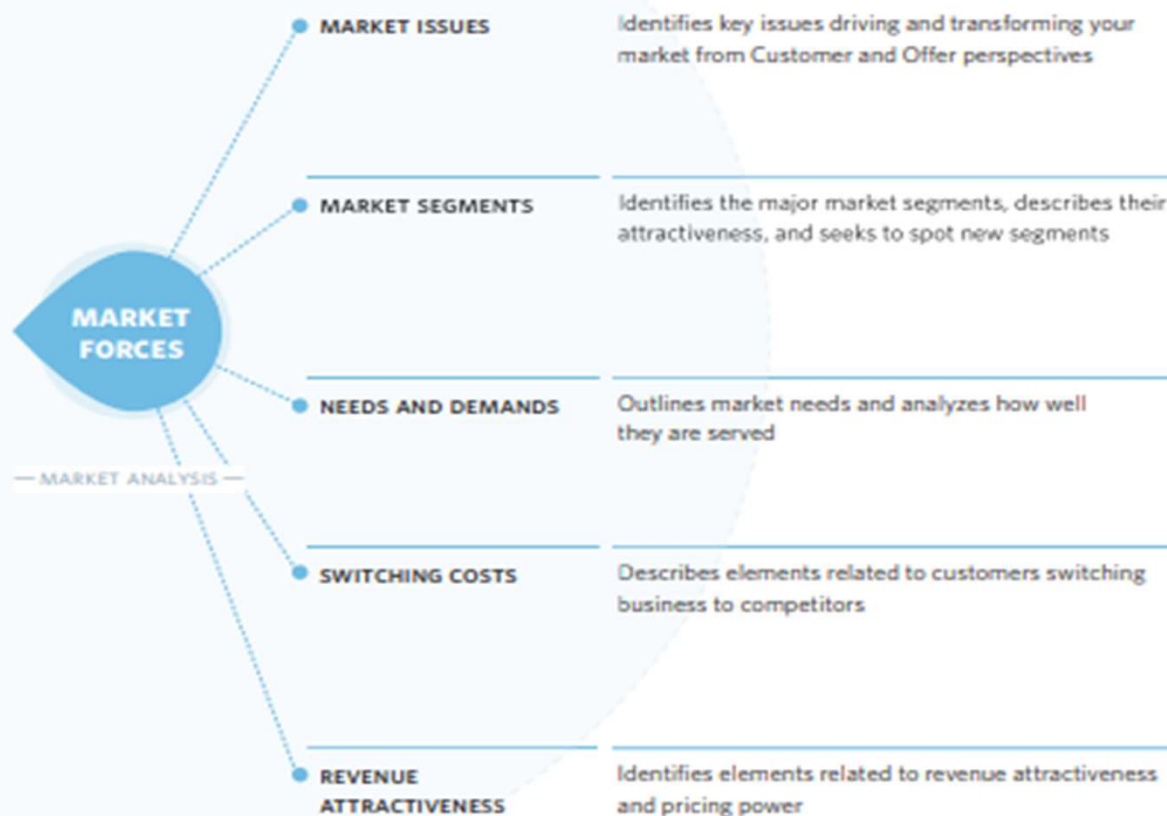 MARKET ISSUES
Identifies key issues driving and transforming your
market from Customer and Offer perspectives
MARKET SEGMENTS
Identifies the major market segments, describes their
attractiveness, and seeks to spot new segments
MARKET
FORCES
NEEDS AND DEMANDS
Outlines market needs and analyzes how well
they are served
— MARKET ANALYSIS —
SWITCHING COSTS
Describes elements related to customers switching
business to competitors
REVENUE
ATTRACTIVENESS
Identifies elements related to revenue attractiveness
and pricing power